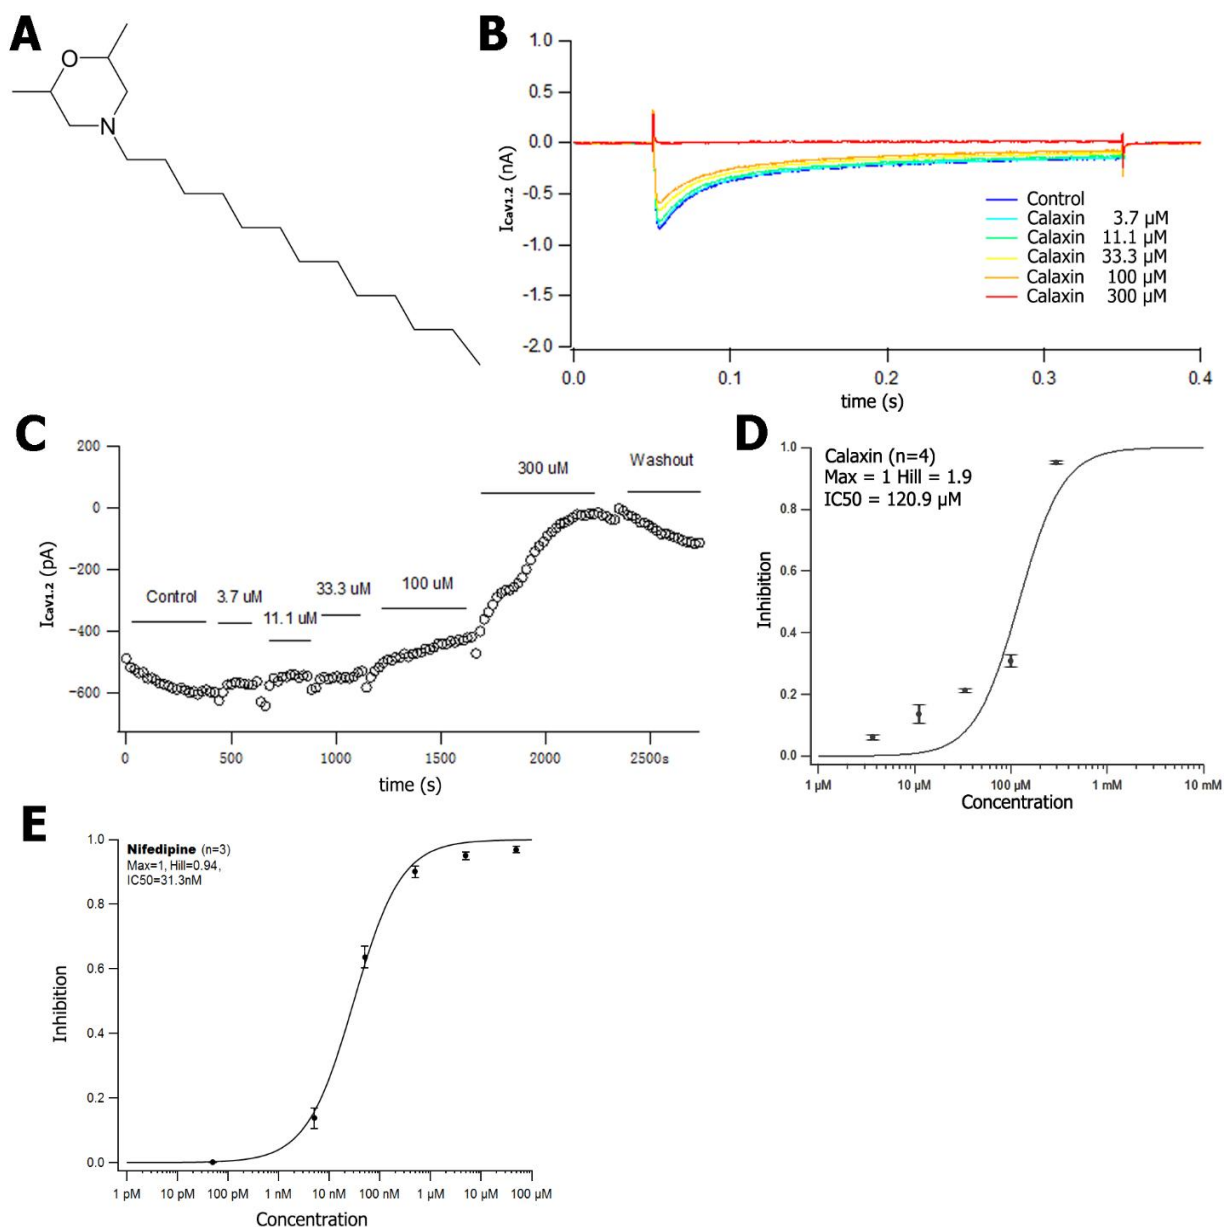 A
O
N
B
1.0
0.5
0.0
-0.5
-1.0
-1.5
-2.0
ICaV1.2 (nA)
Control
Calaxin 3.7 µM
Calaxin 11.1 µM
Calaxin 33.3 µM
Calaxin 100 µM
Calaxin 300 µM
0.0 0.1 0.2 0.3 0.4
time (s)
C
200
0
−200
−400
−600
ICaV1.2 (pA)
Control
3.7 uM
11.1 uM
33.3 uM
100 uM
300 uM
Washout
0 500 1000 1500 2000 2500s
time (s)
D
1.0
0.8
0.6
0.4
0.2
0.0
Inhibition
Calaxin (n=4)
Max = 1 Hill = 1.9
IC50 = 120.9 µM
1 µM 10 µM 100 µM 1 mM 10 mM
Concentration
E
1.0
0.8
0.6
0.4
0.2
0.0
Inhibition
Nifedipine (n=3)
Max=1, Hill=0.94,
IC50=31.3nM
1 pM 10 pM 100 pM 1 nM 10 nM 100 nM 1 µM 10 µM 100 µM
Concentration